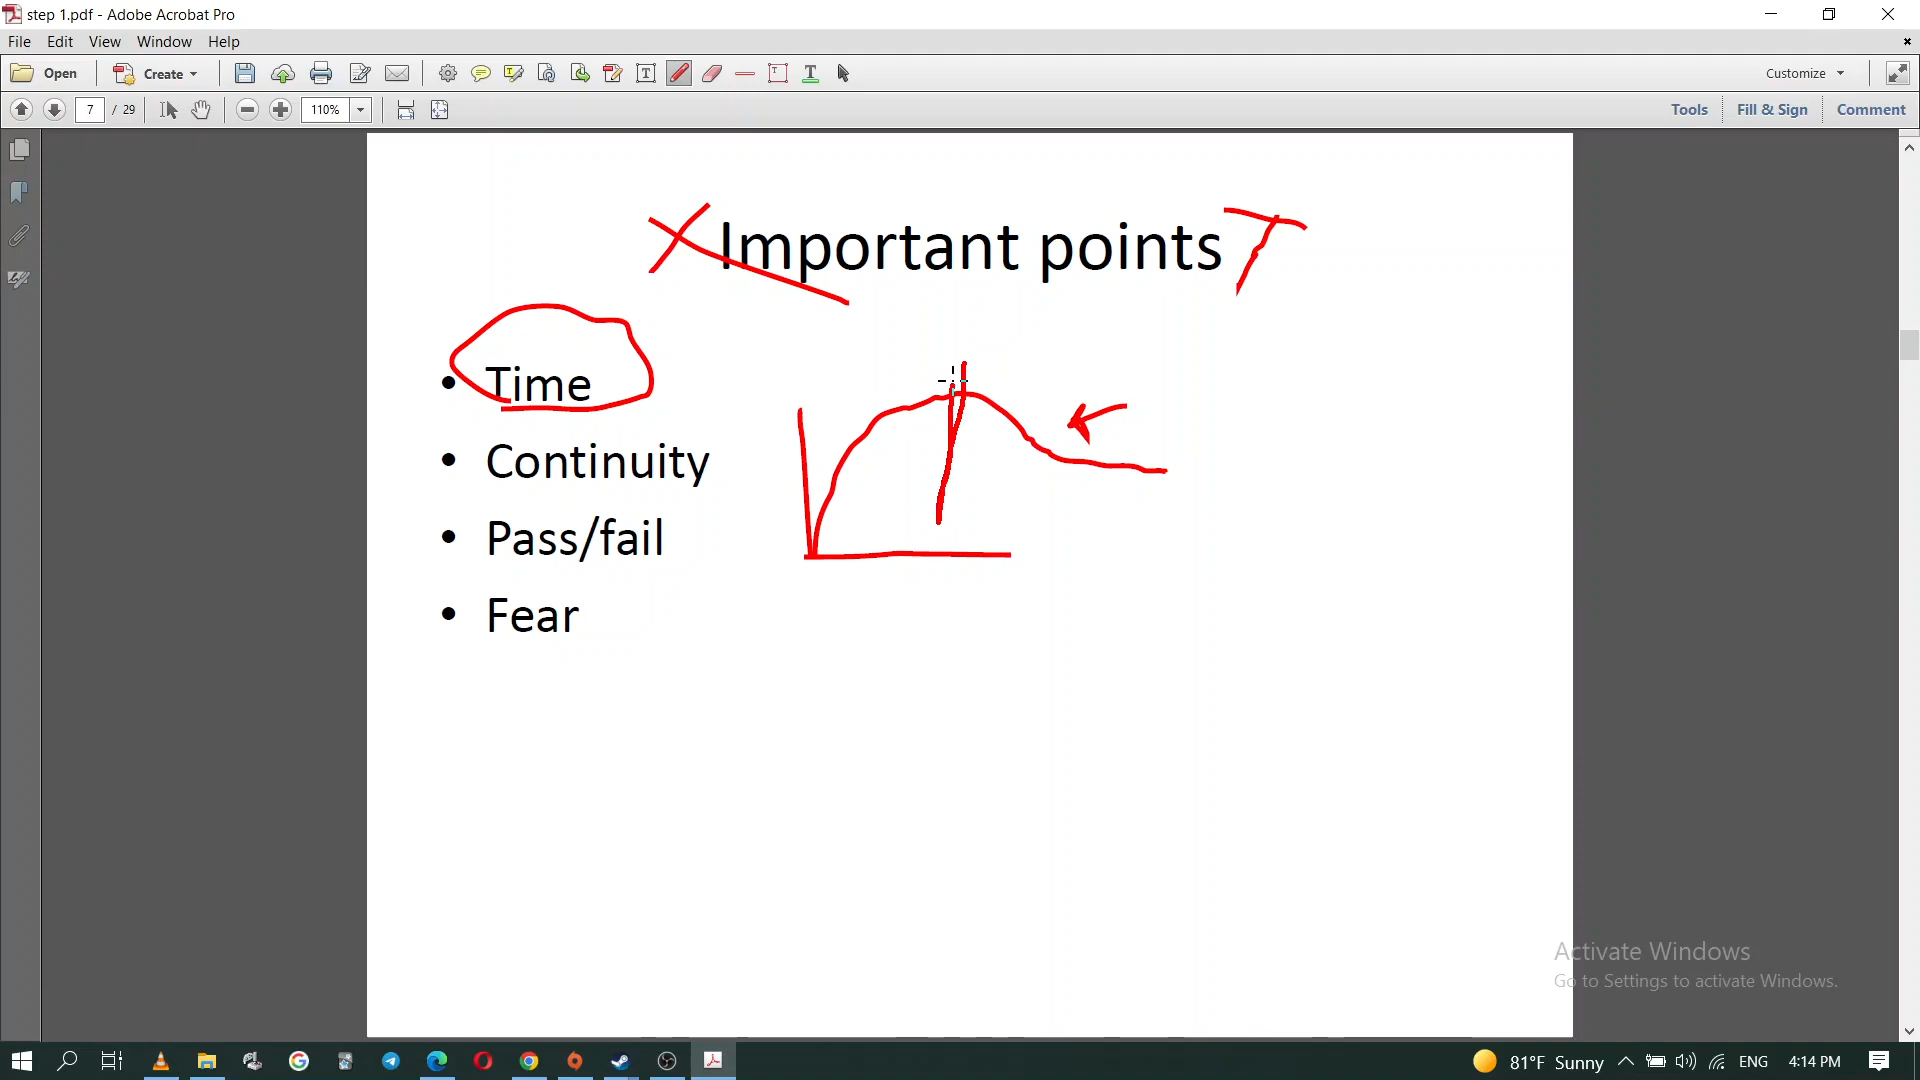 step 1.pdf - Adobe Acrobat Pro
File Edit View Window Help
Open Create Customize
7 / 29 110% Tools Fill & Sign Comment
X Important points T
• Time
• Continuity
• Pass/fail
• Fear
Activate Windows
Go to Settings to activate Windows.
81°F Sunny ENG 4:14 PM